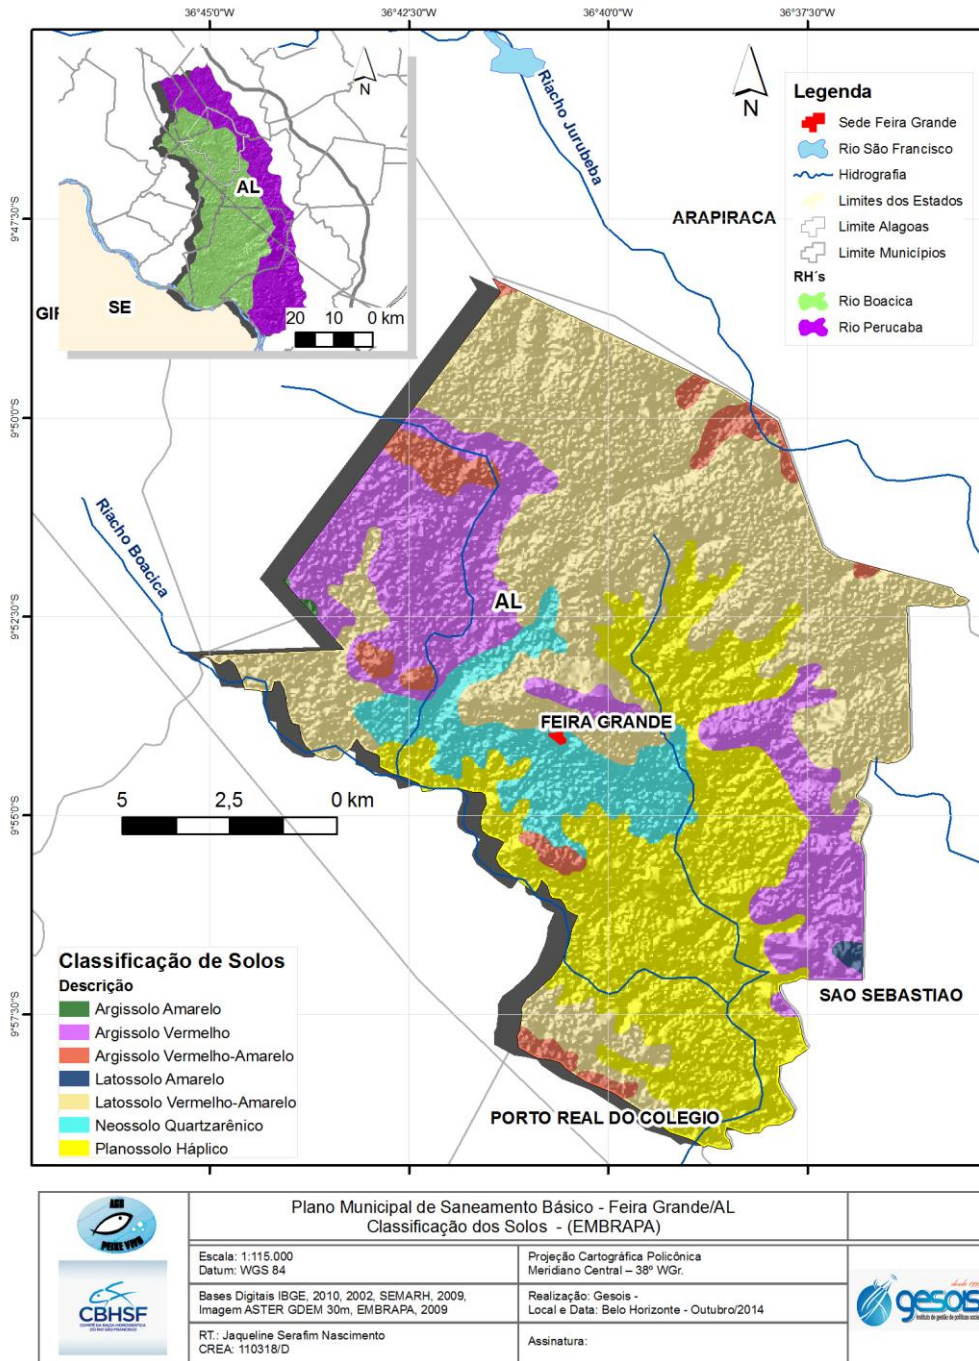 36°45'0"W
36°42'30"W
36°40'0"W
36°37'30"W
9°47'30"S
9°50'0"S
9°52'30"S
9°55'0"S
9°57'30"S
N
AL
SE
20 10 0 km
GIR
Riacho Jurubeba
N
Legenda
Sede Feira Grande
Rio São Francisco
Hidrografia
Limites dos Estados
Limite Alagoas
Limite Municípios
RH´s
Rio Boacica
Rio Perucaba
ARAPIRACA
Riacho Boacica
AL
FEIRA GRANDE
5 2,5 0 km
SAO SEBASTIAO
PORTO REAL DO COLEGIO
Classificação de Solos
Descrição
Argissolo Amarelo
Argissolo Vermelho
Argissolo Vermelho-Amarelo
Latossolo Amarelo
Latossolo Vermelho-Amarelo
Neossolo Quartzarênico
Planossolo Háplico
AGB
PEIXE VIVO
CBHSF
Plano Municipal de Saneamento Básico - Feira Grande/AL
Classificação dos Solos - (EMBRAPA)
Escala: 1:115.000
Datum: WGS 84
Projeção Cartográfica Policônica
Meridiano Central – 38º WGr.
Bases Digitais IBGE, 2010, 2002, SEMARH, 2009,
Imagem ASTER GDEM 30m, EMBRAPA, 2009
Realização: Gesois -
Local e Data: Belo Horizonte - Outubro/2014
RT.: Jaqueline Serafim Nascimento
CREA: 110318/D
Assinatura:
gesois